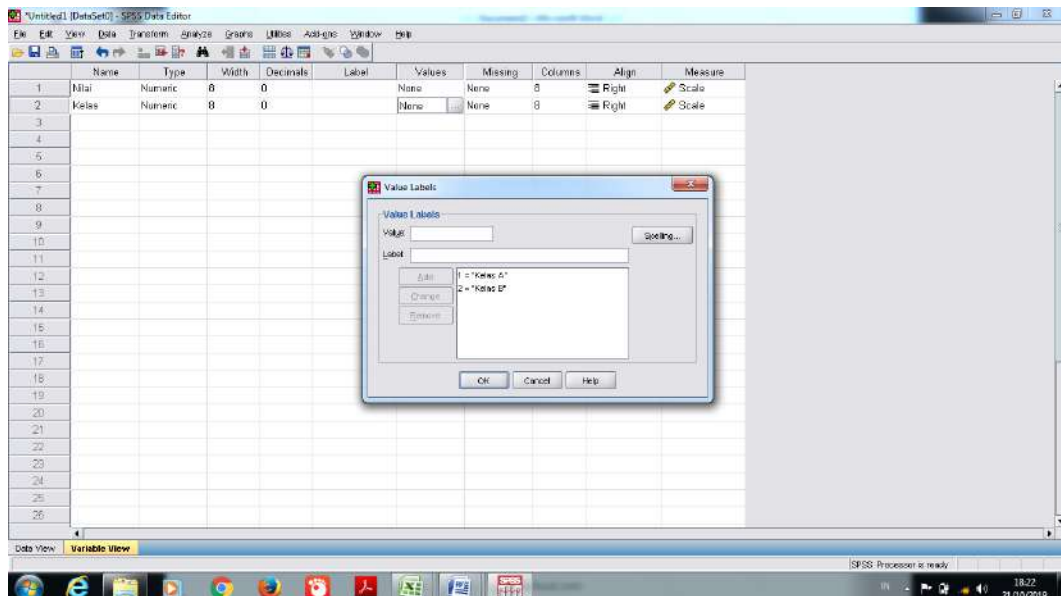 *Untitled1 [DataSet0] - SPSS Data Editor
File Edit View Data Transform Analyze Graphs Utilities Add-ons Window Help
Name Type Width Decimals Label Values Missing Columns Align Measure
1 Nilai Numeric 8 0 None None 8 Right Scale
2 Kelas Numeric 8 0 None ... None 8 Right Scale
3
4
5
6
7
8
9
10
11
12
13
14
15
16
17
18
19
20
21
22
23
24
25
26
Value Labels
Value Labels
Value:
Spelling...
Label:
Add
Change
Remove
1 = "Kelas A"
2 = "Kelas B"
OK Cancel Help
Data View Variable View
SPSS Processor is ready
IN 18:22
21/10/2019